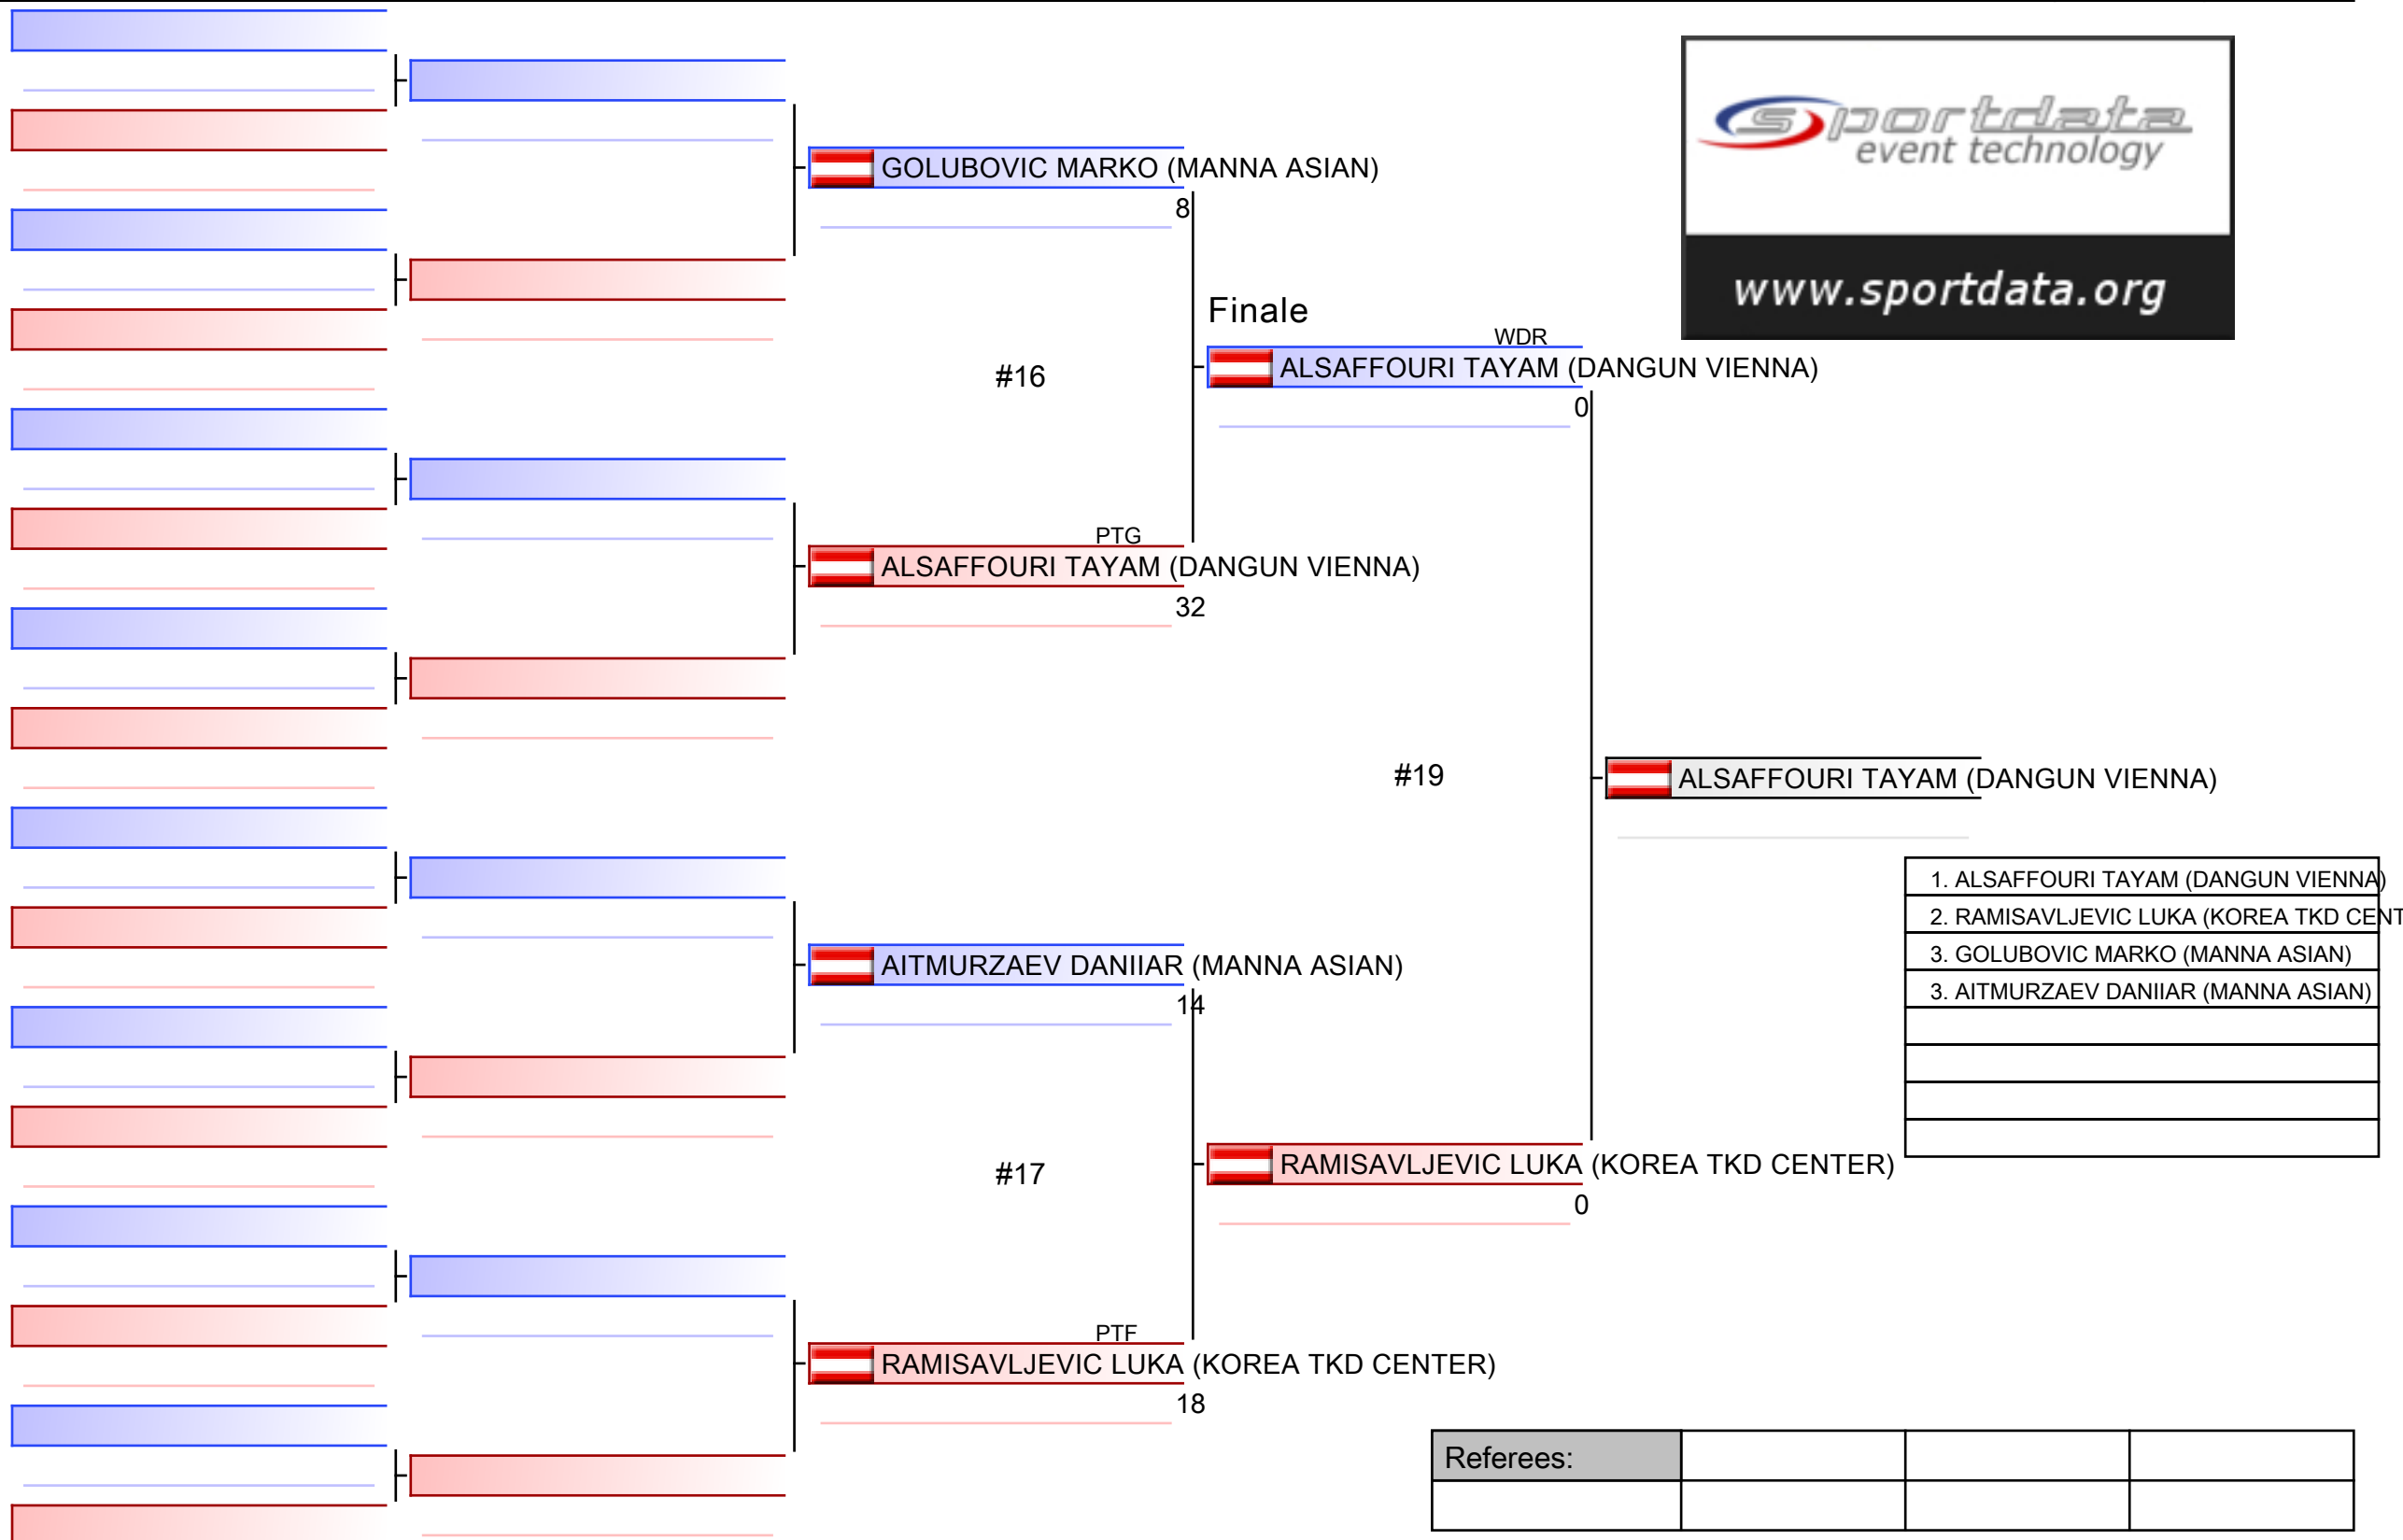 sportdata
event technology
www.sportdata.org
GOLUBOVIC MARKO (MANNA ASIAN)
8
Finale
WDR
ALSAFFOURI TAYAM (DANGUN VIENNA)
0
#16
PTG
ALSAFFOURI TAYAM (DANGUN VIENNA)
32
#19
ALSAFFOURI TAYAM (DANGUN VIENNA)
1. ALSAFFOURI TAYAM (DANGUN VIENNA)
2. RAMISAVLJEVIC LUKA (KOREA TKD CENT
3. GOLUBOVIC MARKO (MANNA ASIAN)
3. AITMURZAEV DANIIAR (MANNA ASIAN)
AITMURZAEV DANIIAR (MANNA ASIAN)
14
#17
RAMISAVLJEVIC LUKA (KOREA TKD CENTER)
0
PTF
RAMISAVLJEVIC LUKA (KOREA TKD CENTER)
18
Referees: